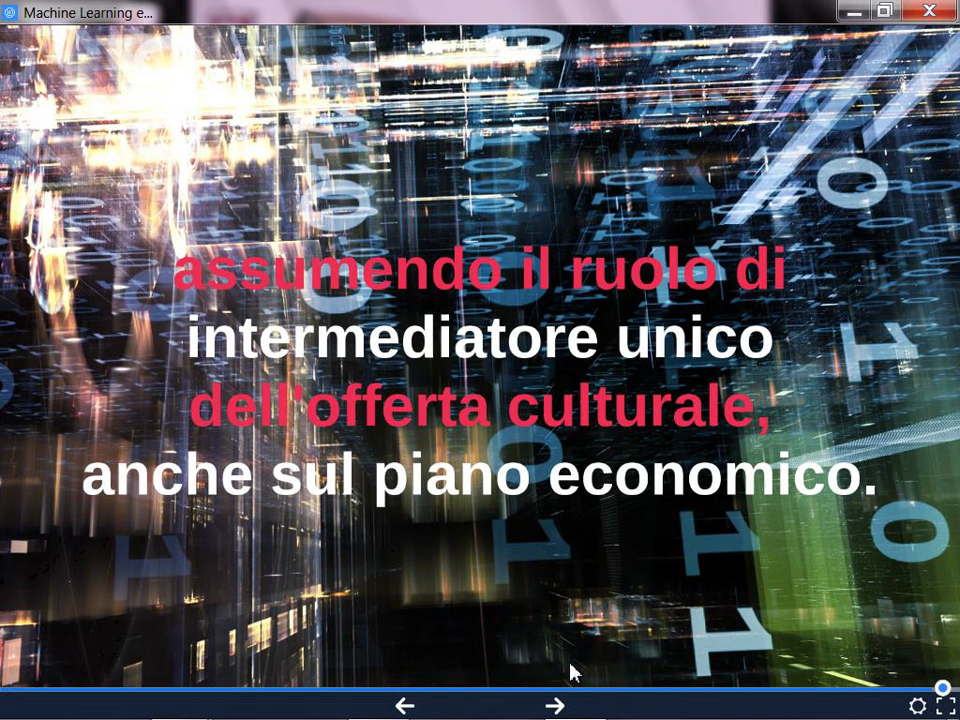 Machine Learning e...
assumendo il ruolo di
intermediatore unico
dell'offerta culturale,
anche sul piano economico.